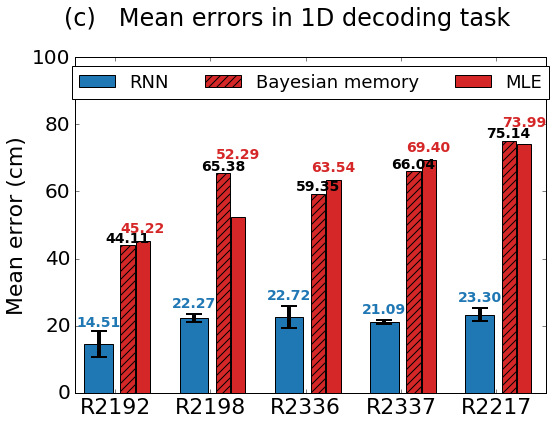 (c) Mean errors in 1D decoding task
100
80
60
40
20
0
Mean error (cm)
RNN Bayesian memory MLE
14.51 44.11 45.22
22.27 65.38 52.29
22.72 59.35 63.54
21.09 66.04 69.40
23.30 75.14 73.99
R2192 R2198 R2336 R2337 R2217